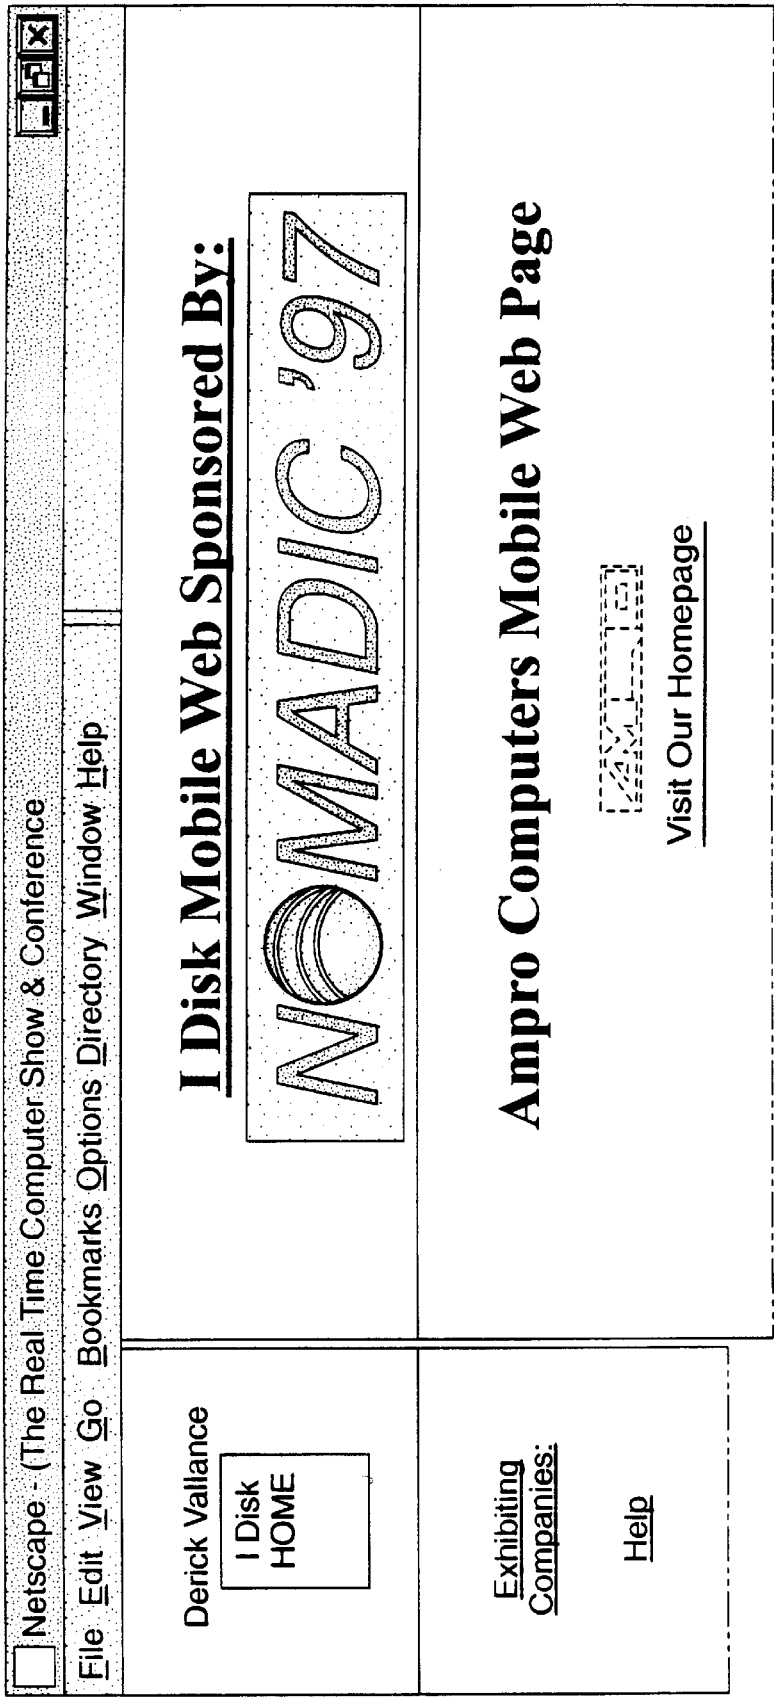 Netscape - (The Real Time Computer Show & Conference
File Edit View Go Bookmarks Options Directory Window Help
Derick Vallance
I Disk
HOME
Exhibiting
Companies:
Help
I Disk Mobile Web Sponsored By:
NOMADIC '97
Ampro Computers Mobile Web Page
Visit Our Homepage